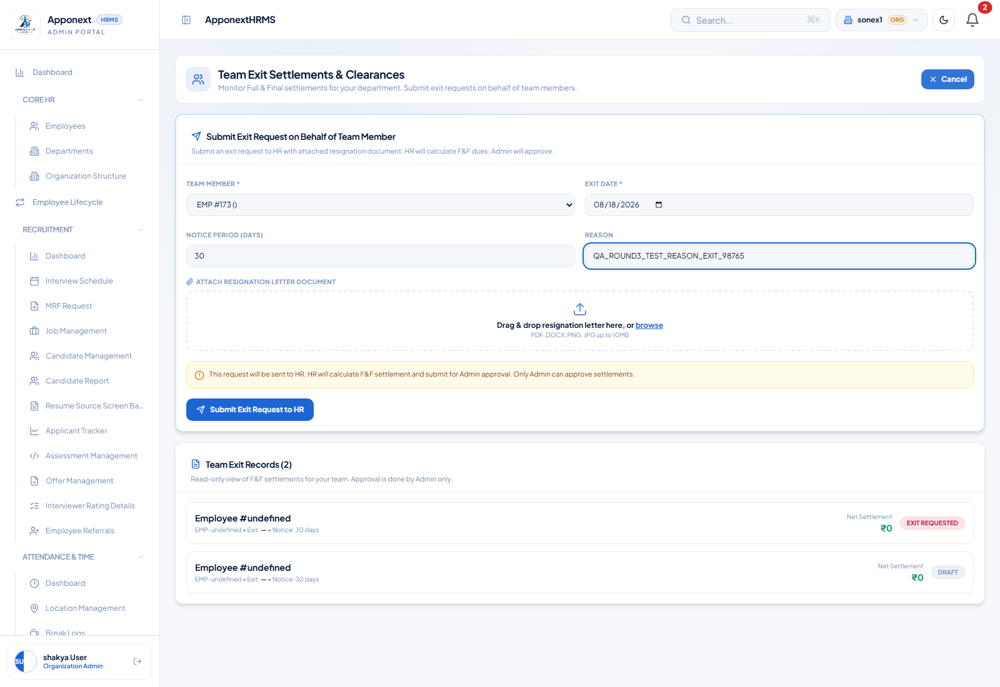 Apponext HRMS
ADMIN PORTAL
ApponextHRMS
Search...
⌘K
sonex1 ORG
2
Dashboard
CORE HR
Employees
Departments
Organization Structure
Employee Lifecycle
RECRUITMENT
Dashboard
Interview Schedule
MRF Request
Job Management
Candidate Management
Candidate Report
Resume Source Screen Ba...
Applicant Tracker
Assessment Management
Offer Management
Interviewer Rating Details
Employee Referrals
ATTENDANCE & TIME
Dashboard
Location Management
Break Logs
SU
shakya User
Organization Admin
Team Exit Settlements & Clearances
Monitor Full & Final settlements for your department. Submit exit requests on behalf of team members.
Cancel
Submit Exit Request on Behalf of Team Member
Submit an exit request to HR with attached resignation document. HR will calculate F&F dues; Admin will approve.
TEAM MEMBER *
EMP #173 ()
EXIT DATE *
08/18/2026
NOTICE PERIOD (DAYS)
30
REASON
QA_ROUND3_TEST_REASON_EXIT_98765
ATTACH RESIGNATION LETTER DOCUMENT
Drag & drop resignation letter here, or browse
PDF, DOCX, PNG, JPG up to 10MB
This request will be sent to HR. HR will calculate F&F settlement and submit for Admin approval. Only Admin can approve settlements.
Submit Exit Request to HR
Team Exit Records (2)
Read-only view of F&F settlements for your team. Approval is done by Admin only.
Employee #undefined
EMP-undefined • Exit: — • Notice: 30 days
Net Settlement
₹0
EXIT REQUESTED
Employee #undefined
EMP-undefined • Exit: — • Notice: 30 days
Net Settlement
₹0
DRAFT